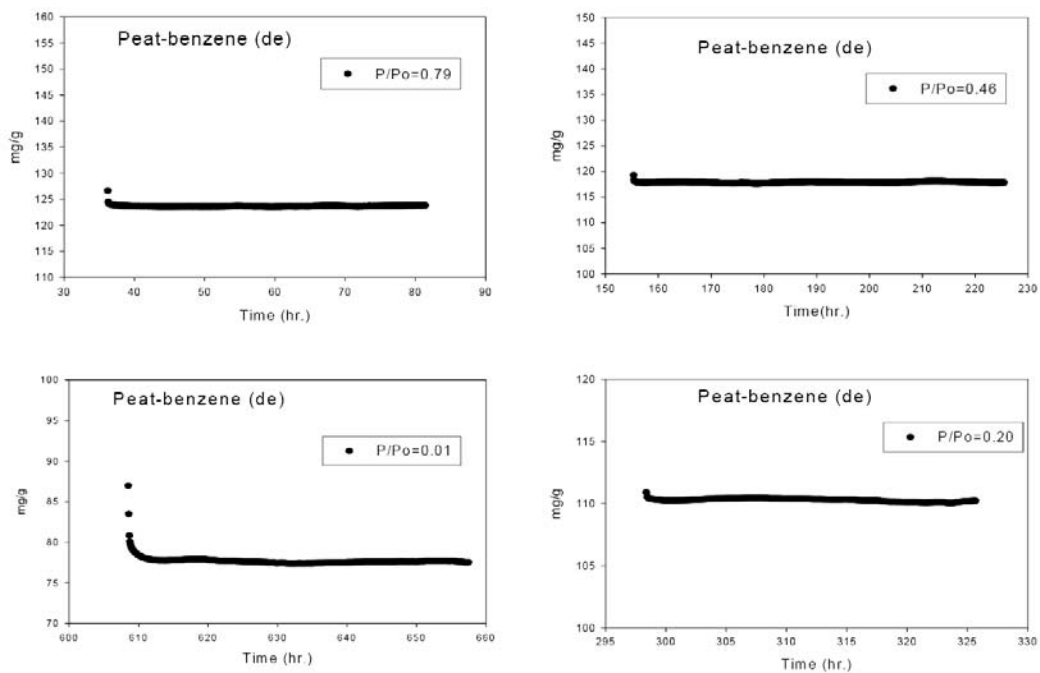 160
155
150
145
140
135
130
125
120
115
110
mg/g
Peat-benzene (de)
P/Po=0.79
30 40 50 60 70 80 90
Time (hr.)
150
145
140
135
130
125
120
115
110
105
100
mg/g
Peat-benzene (de)
P/Po=0.46
150 160 170 180 190 200 210 220 230
Time(hr.)
100
95
90
85
80
75
70
mg/g
Peat-benzene (de)
P/Po=0.01
600 610 620 630 640 650 660
Time (hr.)
120
115
110
105
100
mg/g
Peat-benzene (de)
P/Po=0.20
295 300 305 310 315 320 325 330
Time (hr.)